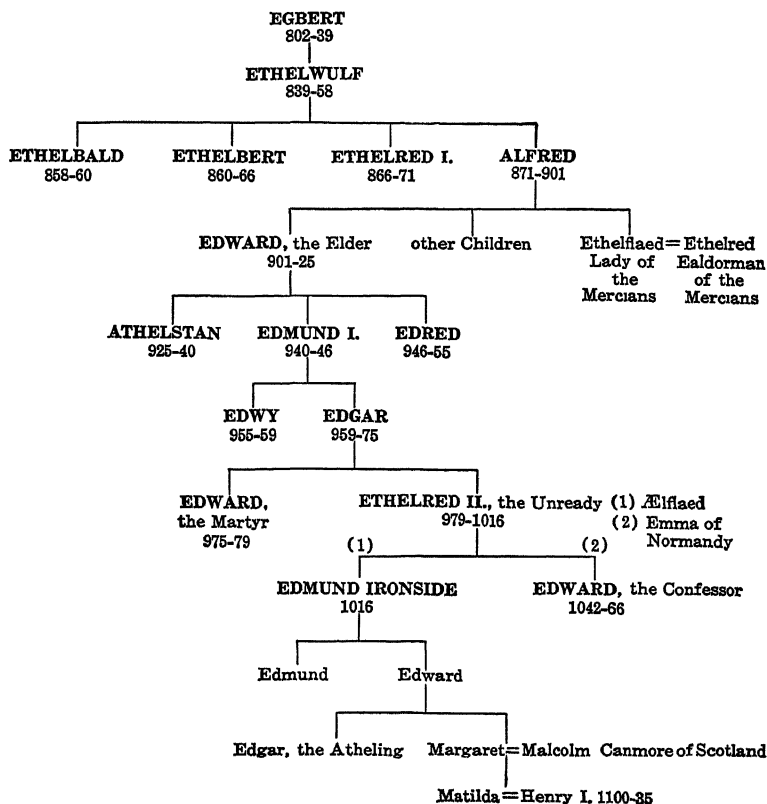 EGBERT
802-39
ETHELWULF
839-58
ETHELBALD ETHELBERT ETHELRED I. ALFRED
858-60 860-66 866-71 871-901
EDWARD, the Elder other Children Ethelflaed = Ethelred
901-25 Lady of Ealdorman
the of the
Mercians Mercians
ATHELSTAN EDMUND I. EDRED
925-40 940-46 946-55
EDWY EDGAR
955-59 959-75
EDWARD, ETHELRED II., the Unready (1) Ælflaed
the Martyr 979-1016 (2) Emma of
975-79 Normandy
(1) (2)
EDMUND IRONSIDE EDWARD, the Confessor
1016 1042-66
Edmund Edward
Edgar, the Atheling Margaret = Malcolm Canmore of Scotland
Matilda = Henry I. 1100-35